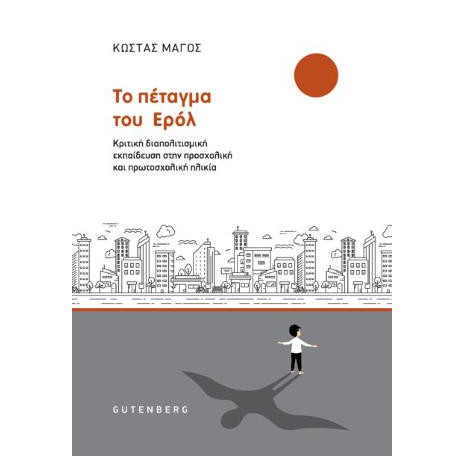 ΚΩΣΤΑΣ ΜΑΓΟΣ
Το πέταγμα
του Ερόλ
Κριτική διαπολιτισμική
εκπαίδευση στην προσχολική
και πρωτοσχολική ηλικία
GUTENBERG